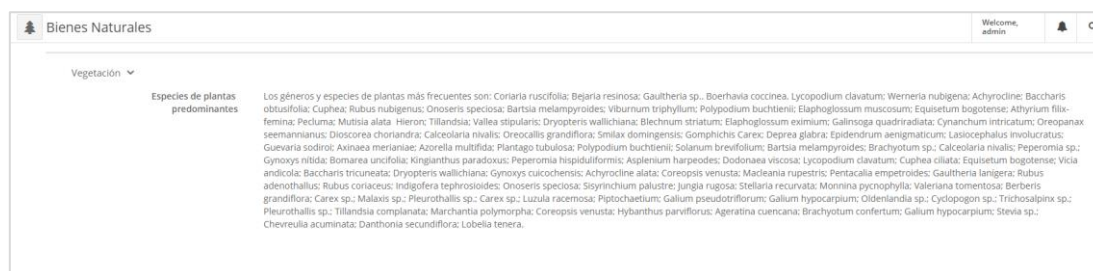 Bienes Naturales
Welcome,
admin
Vegetación
Especies de plantas
predominantes
Los géneros y especies de plantas más frecuentes son: Coriaria ruscifolia; Bejaria resinosa; Gaultheria sp.. Boerhavia coccinea. Lycopodium clavatum; Werneria nubigena; Achyrocline; Baccharis
obtusifolia; Cuphea; Rubus nubigenus; Onoseris speciosa; Bartsia melampyroides; Viburnum triphyllum; Polypodium buchtienii; Elaphoglossum muscosum; Equisetum bogotense; Athyrium filix-
femina; Pecluma; Mutisia alata Hieron; Tillandsia; Vallea stipularis; Dryopteris wallichiana; Blechnum striatum; Elaphoglossum eximium; Galinsoga quadriradiata; Cynanchum intricatum; Oreopanax
seemannianus; Dioscorea choriandra; Calceolaria nivalis; Oreocallis grandiflora; Smilax domingensis; Gomphichis Carex; Deprea glabra; Epidendrum aenigmaticum; Lasiocephalus involucratus;
Guevaria sodiroi; Axinaea merianiae; Azorella multifida; Plantago tubulosa; Polypodium buchtienii; Solanum brevifolium; Bartsia melampyroides; Brachyotum sp.; Calceolaria nivalis; Peperomia sp.;
Gynoxys nitida; Bomarea uncifolia; Kingianthus paradoxus; Peperomia hispiduliformis; Asplenium harpeodes; Dodonaea viscosa; Lycopodium clavatum; Cuphea ciliata; Equisetum bogotense; Vicia
andicola; Baccharis tricuneata; Dryopteris wallichiana; Gynoxys cuicochensis; Achyrocline alata; Coreopsis venusta; Macleania rupestris; Pentacalia empetroides; Gaultheria lanigera; Rubus
adenothallus; Rubus coriaceus; Indigofera tephrosioides; Onoseris speciosa; Sisyrinchium palustre; Jungia rugosa; Stellaria recurvata; Monnina pycnophylla; Valeriana tomentosa; Berberis
grandiflora; Carex sp.; Malaxis sp.; Pleurothallis sp.; Carex sp.; Luzula racemosa; Piptochaetium; Galium pseudotriflorum; Galium hypocarpium; Oldenlandia sp.; Cyclopogon sp.; Trichosalpinx sp.;
Pleurothallis sp.; Tillandsia complanata; Marchantia polymorpha; Coreopsis venusta; Hybanthus parviflorus; Ageratina cuencana; Brachyotum confertum; Galium hypocarpium; Stevia sp.;
Chevreulia acuminata; Danthonia secundiflora; Lobelia tenera.